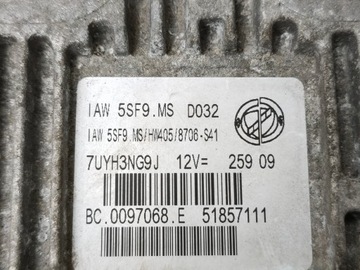 IAW 5SF9.MS D032
IAW 5SF9.MS/HW405/8706-S41
7UYH3NG9J 12V= 259 09
BC.0097068.E 51857111